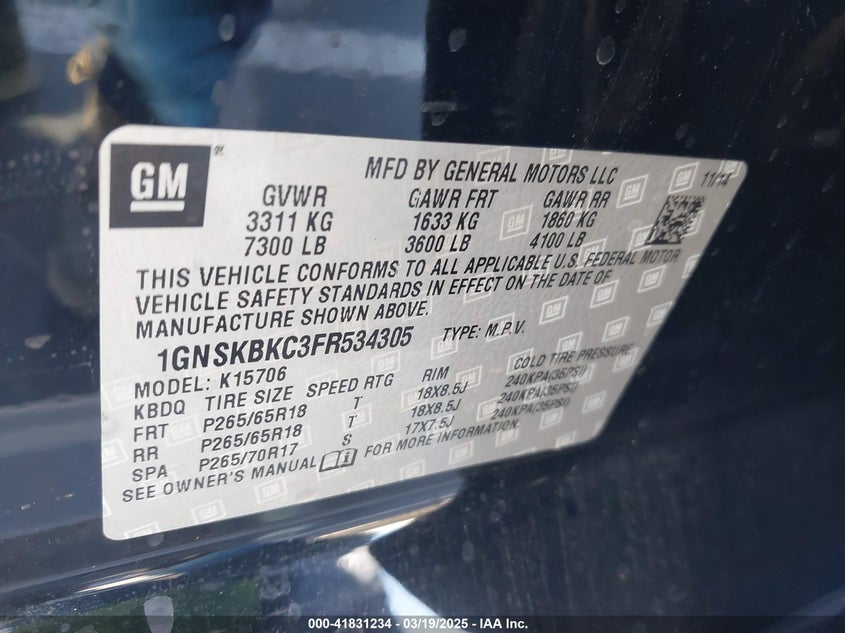 GM
MFD BY GENERAL MOTORS LLC 11/14
GVWR GAWR FRT GAWR RR
3311 KG 1633 KG 1860 KG
7300 LB 3600 LB 4100 LB
THIS VEHICLE CONFORMS TO ALL APPLICABLE U.S. FEDERAL MOTOR
VEHICLE SAFETY STANDARDS IN EFFECT ON THE DATE OF
MANUFACTURE SHOWN ABOVE.
1GNSKBKC3FR534305 TYPE: M.P.V.
MODEL: K15706
KBDQ TIRE SIZE SPEED RTG RIM COLD TIRE PRESSURE
FRT P265/65R18 T 18X8.5J 240KPA(35PSI)
RR P265/65R18 T 18X8.5J 240KPA(35PSI)
SPA P265/70R17 S 17X7.5J 240KPA(35PSI)
SEE OWNER'S MANUAL FOR MORE INFORMATION.
000-41831234 — 03/19/2025 — IAA Inc.